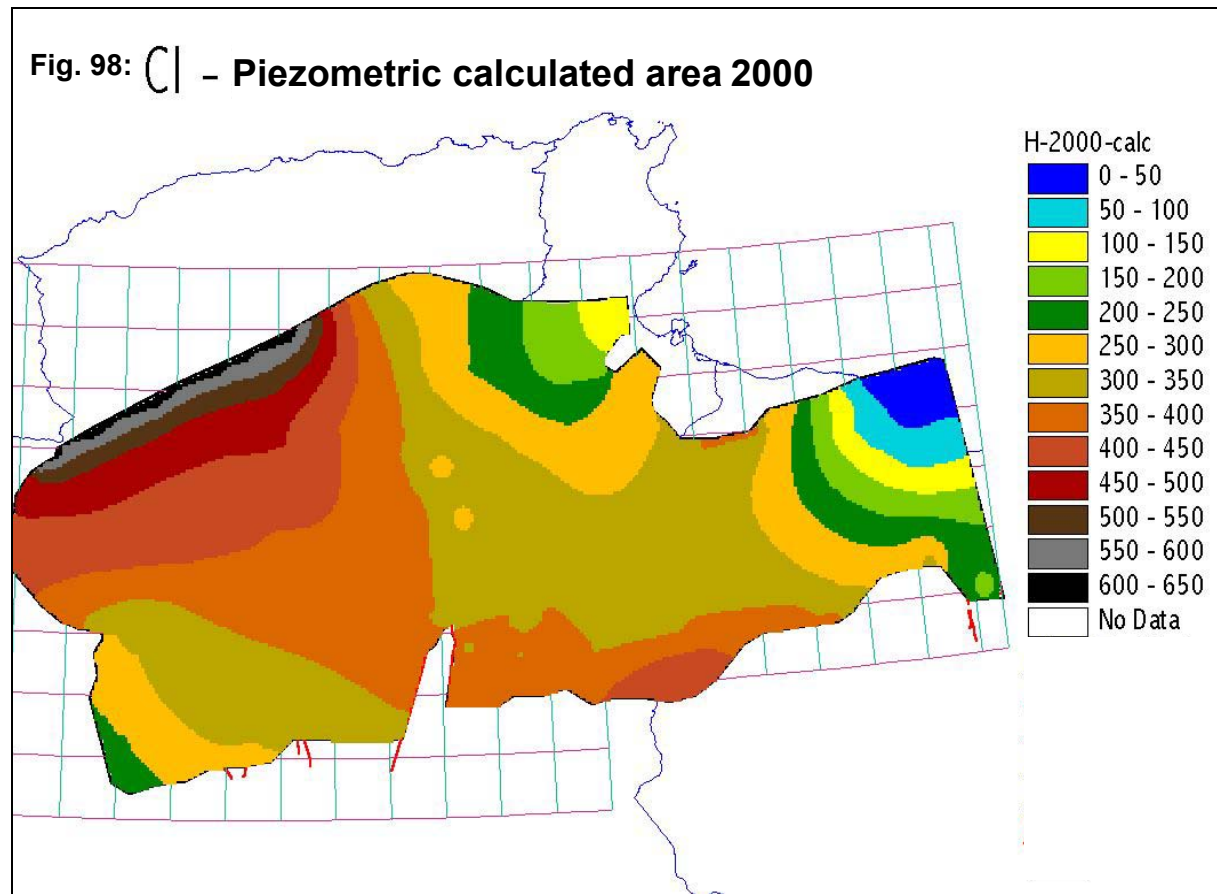 Fig. 98: CI – Piezometric calculated area 2000
H-2000-calc
0 - 50
50 - 100
100 - 150
150 - 200
200 - 250
250 - 300
300 - 350
350 - 400
400 - 450
450 - 500
500 - 550
550 - 600
600 - 650
No Data